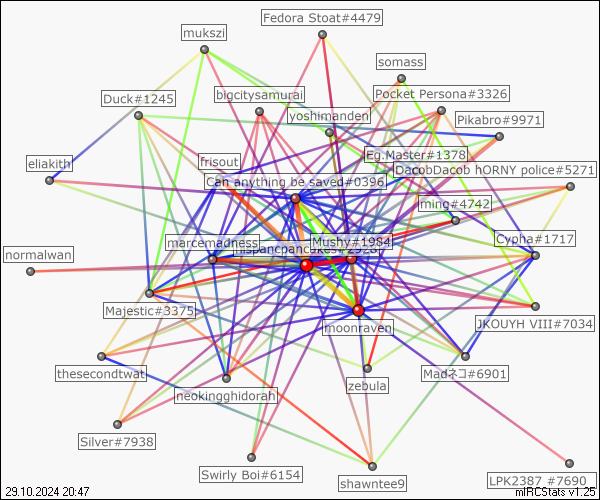 Fedora Stoat#4479
mukszi
somass
Pocket Persona#3326
Duck#1245
bigcitysamurai
yoshimanden
Pikabro#9971
eliakith
frisout
Eg.Master#1378
DacobDacob hORNY police#5271
Can anything be saved#0396
ming#4742
marcemadness
Mushy#1984
Cypha#1717
normalwan
Majestic#3375
moonraven
JKOUYH VIII#7034
thesecondtwat
neokingghidorah
zebula
Madネコ#6901
Silver#7938
Swirly Boi#6154
shawntee9
LPK2387 #7690
29.10.2024 20:47
mIRCStats v1.25